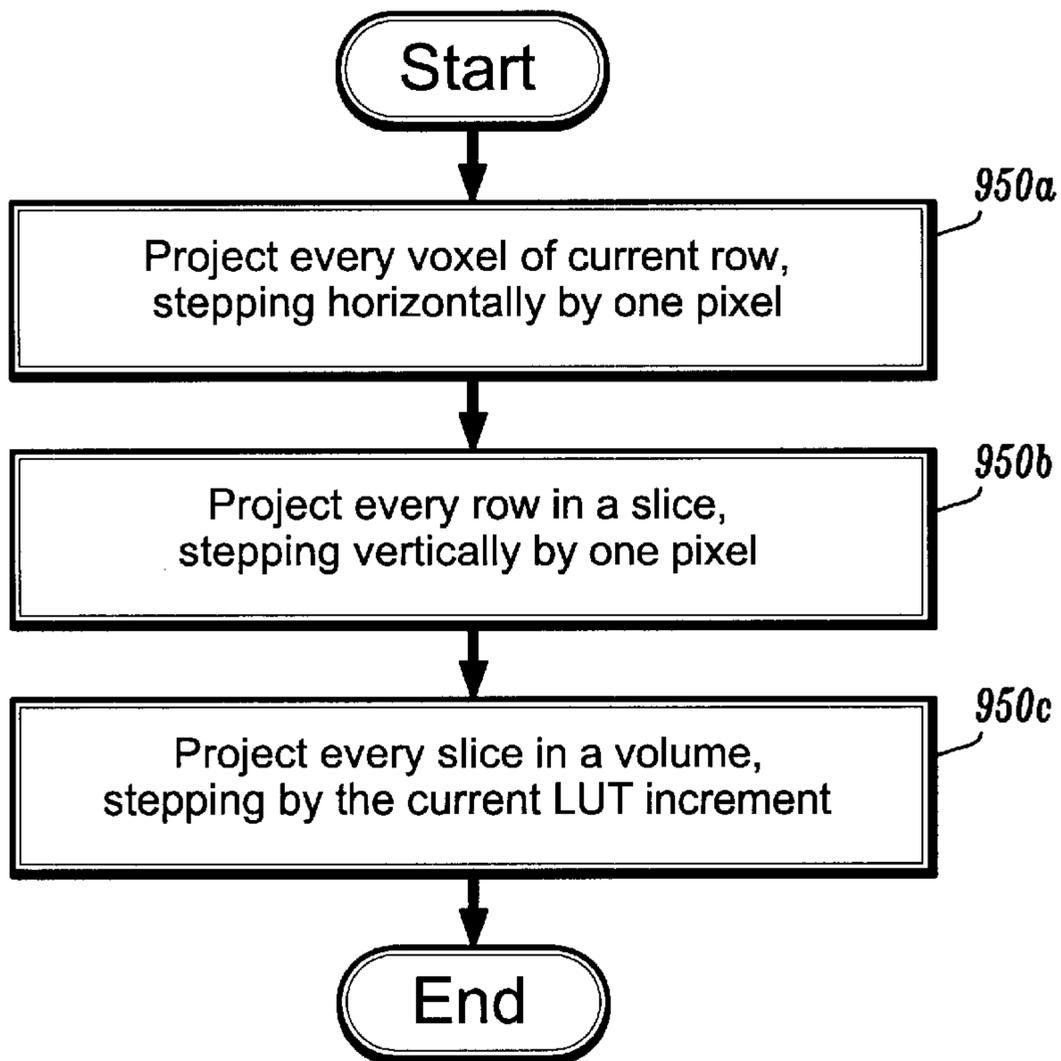 Start
950a
Project every voxel of current row,
stepping horizontally by one pixel
950b
Project every row in a slice,
stepping vertically by one pixel
950c
Project every slice in a volume,
stepping by the current LUT increment
End